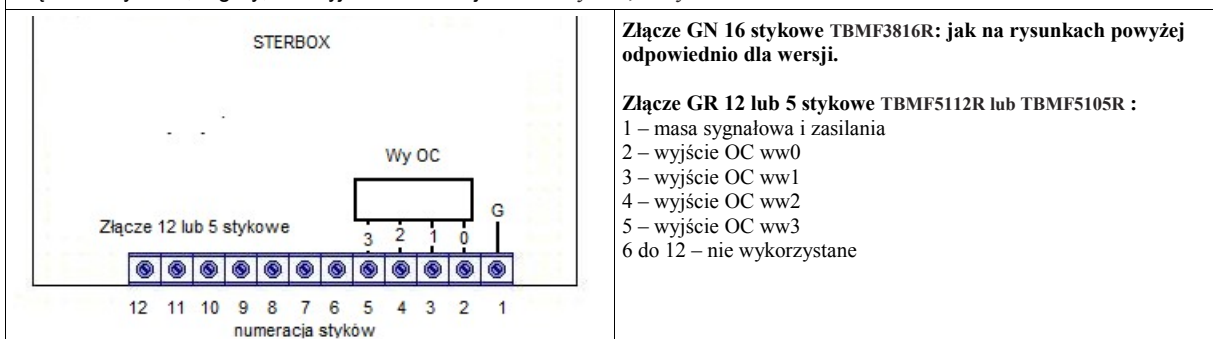 STERBOX
Wy OC
G
Złącze 12 lub 5 stykowe
3 2 1 0
12 11 10 9 8 7 6 5 4 3 2 1
numeracja styków
Złącze GN 16 stykowe TBMF3816R: jak na rysunkach powyżej
odpowiednio dla wersji.
Złącze GR 12 lub 5 stykowe TBMF5112R lub TBMF5105R :
1 – masa sygnałowa i zasilania
2 – wyjście OC ww0
3 – wyjście OC ww1
4 – wyjście OC ww2
5 – wyjście OC ww3
6 do 12 – nie wykorzystane